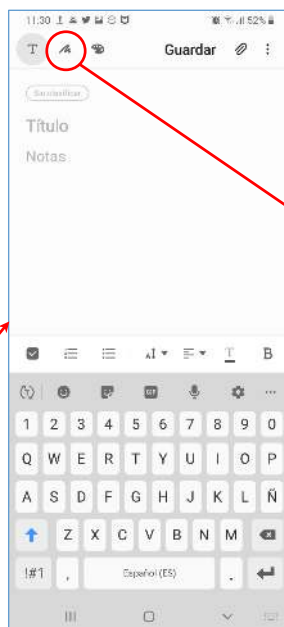 11:30 52%
T Guardar
Sin clasificar
Título
Notas
T B
GIF
1 2 3 4 5 6 7 8 9 0
Q W E R T Y U I O P
A S D F G H J K L Ñ
Z X C V B N M
!#1 , Español (ES) .